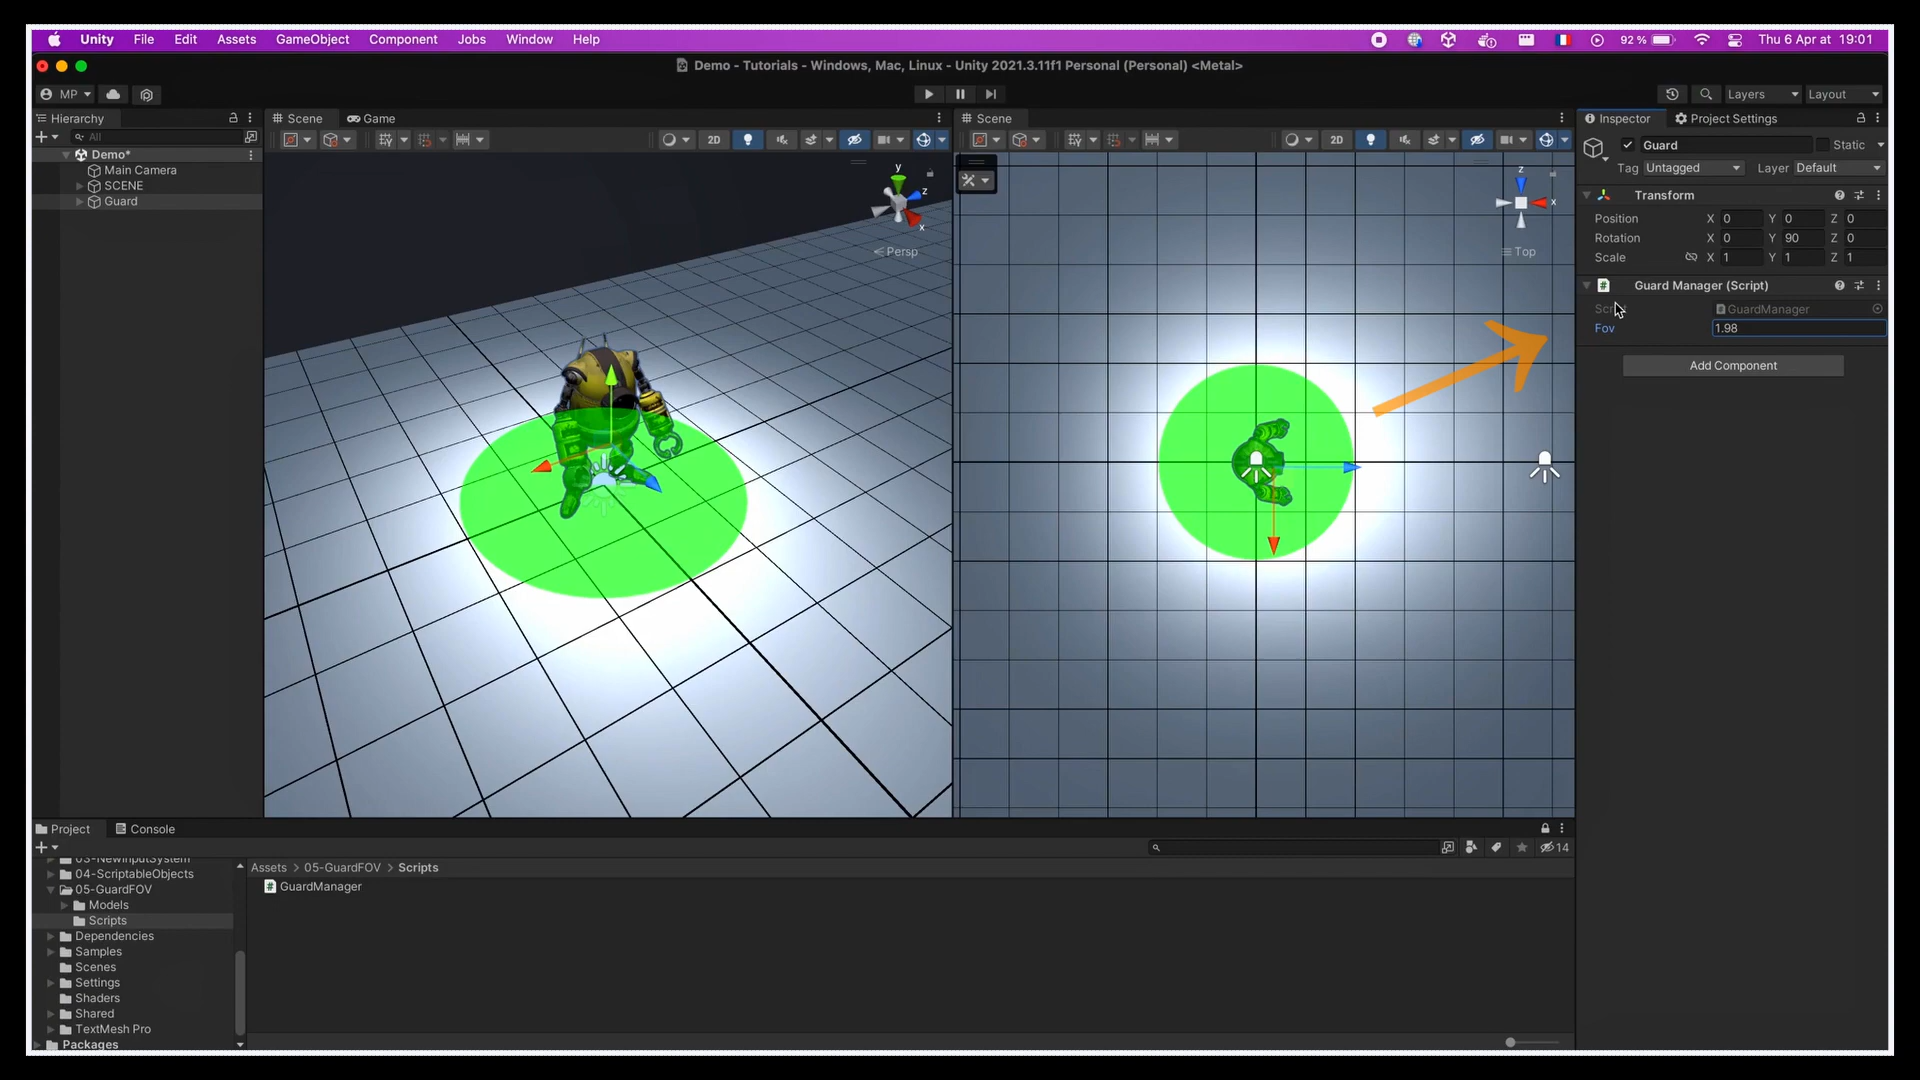 Unity File Edit Assets GameObject Component Jobs Window Help 92 % Thu 6 Apr at 19:01
Demo - Tutorials - Windows, Mac, Linux - Unity 2021.3.11f1 Personal (Personal) <Metal>
MP Layers Layout
Hierarchy
All
Demo*
Main Camera
SCENE
Guard
Scene Game
2D
y
z
x
Persp
Scene
2D
z
x
Top
Inspector Project Settings
Guard Static
Tag Untagged Layer Default
Transform
Position X 0 Y 0 Z 0
Rotation X 0 Y 90 Z 0
Scale X 1 Y 1 Z 1
Guard Manager (Script)
Script GuardManager
Fov 1.98
Add Component
Project Console
14
03-NewInputSystem
04-ScriptableObjects
05-GuardFOV
Models
Scripts
Dependencies
Samples
Scenes
Settings
Shaders
Shared
TextMesh Pro
Packages
Assets > 05-GuardFOV > Scripts
GuardManager